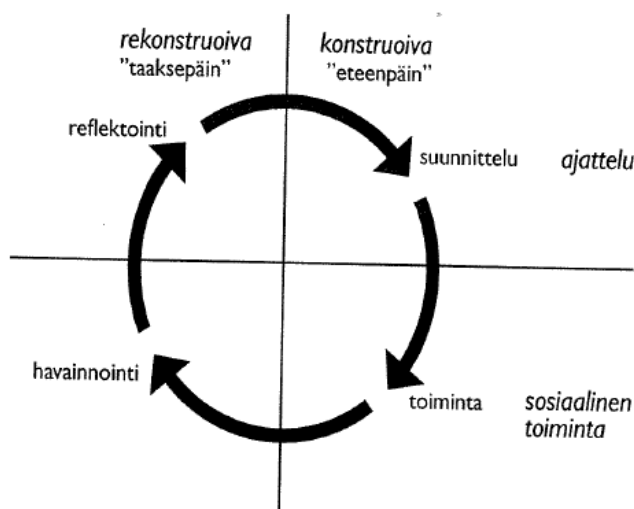 rekonstruoiva
"taaksepäin"
konstruoiva
"eteenpäin"
reflektointi
suunnittelu
ajattelu
havainnointi
toiminta
sosiaalinen
toiminta